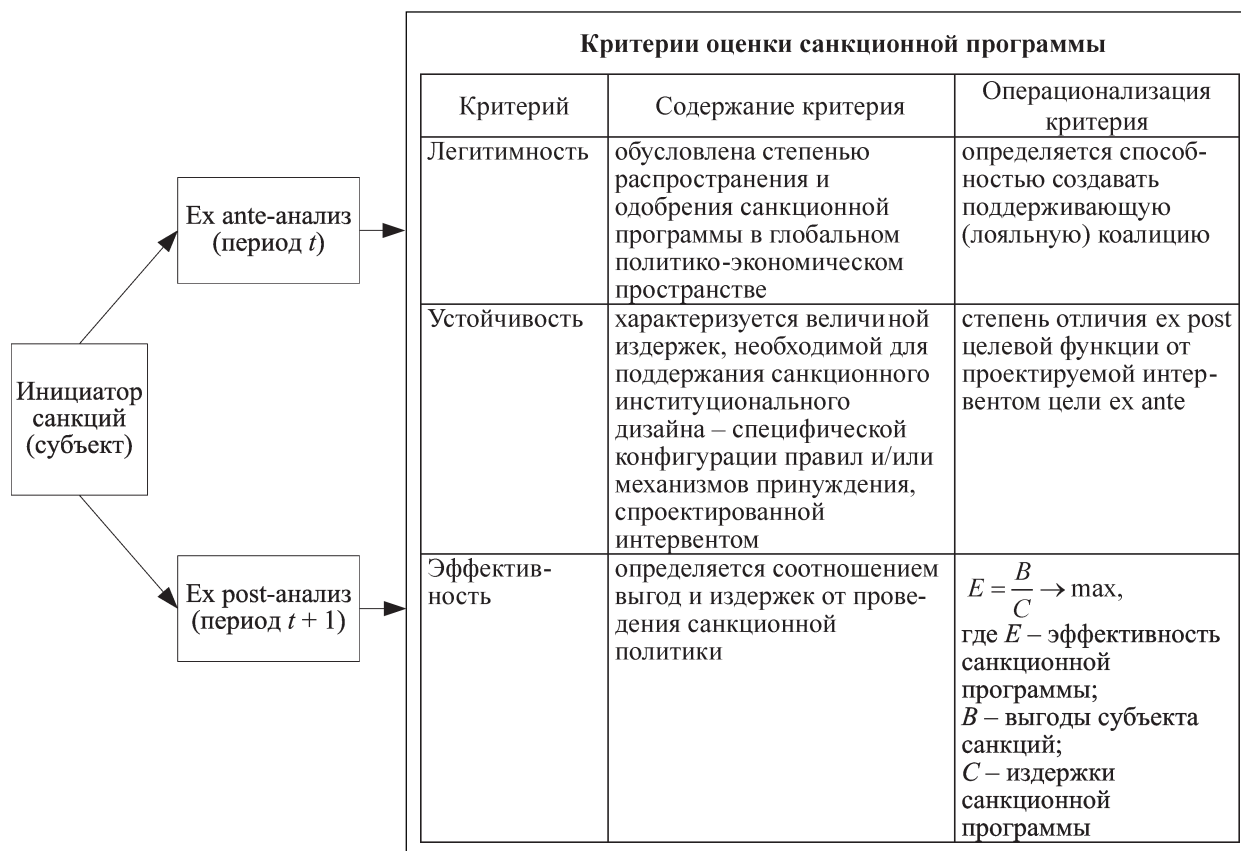 Критерии оценки санкционной программы
Инициатор
санкций
(субъект)
Ex ante-анализ
(период t)
Ex post-анализ
(период t + 1)
Критерий
Содержание критерия
Операционализация
критерия
Легитимность
обусловлена степенью
распространения и
одобрения санкционной
программы в глобальном
политико-экономическом
пространстве
определяется способ-
ностью создавать
поддерживающую
(лояльную) коалицию
Устойчивость
характеризуется величиной
издержек, необходимой для
поддержания санкционного
институционального
дизайна – специфической
конфигурации правил и/или
механизмов принуждения,
спроектированной
интервентом
степень отличия ex post
целевой функции от
проектируемой интер-
вентом цели ex ante
Эффектив-
ность
определяется соотношением
выгод и издержек от прове-
дения санкционной
политики
E = B/C → max,
где E – эффективность
санкционной
программы;
B – выгоды субъекта
санкций;
C – издержки
санкционной
программы